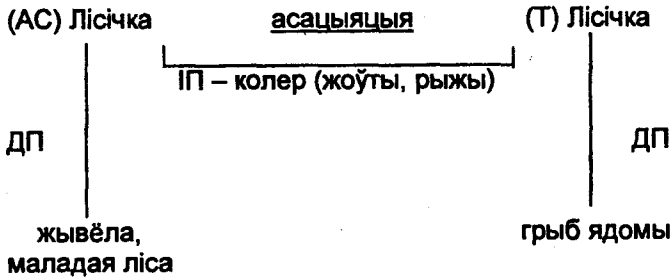 (АС) Лісічка асацыяцыя (Т) Лісічка
ІП – колер (жоўты, рыжы)
ДП ДП
жывёла, грыб ядомы
маладая ліса